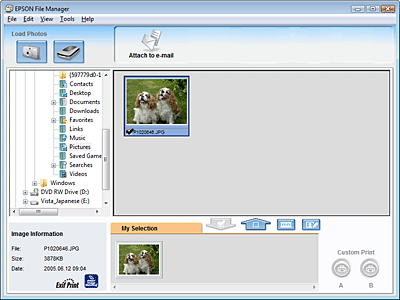 EPSON File Manager
File Edit View Tools Help
Load Photos
Attach to e-mail
{597779d0-1
Contacts
Desktop
Documents
Downloads
Favorites
Links
Music
Pictures
Saved Game
Searches
Videos
Windows
DVD RW Drive (D:)
Vista_Japanese (E:)
P1020646.JPG
Image Information
File: P1020646.JPG
Size: 3878KB
Date: 2005.06.12 09:04
Exif Print
My Selection
Custom Print
A B